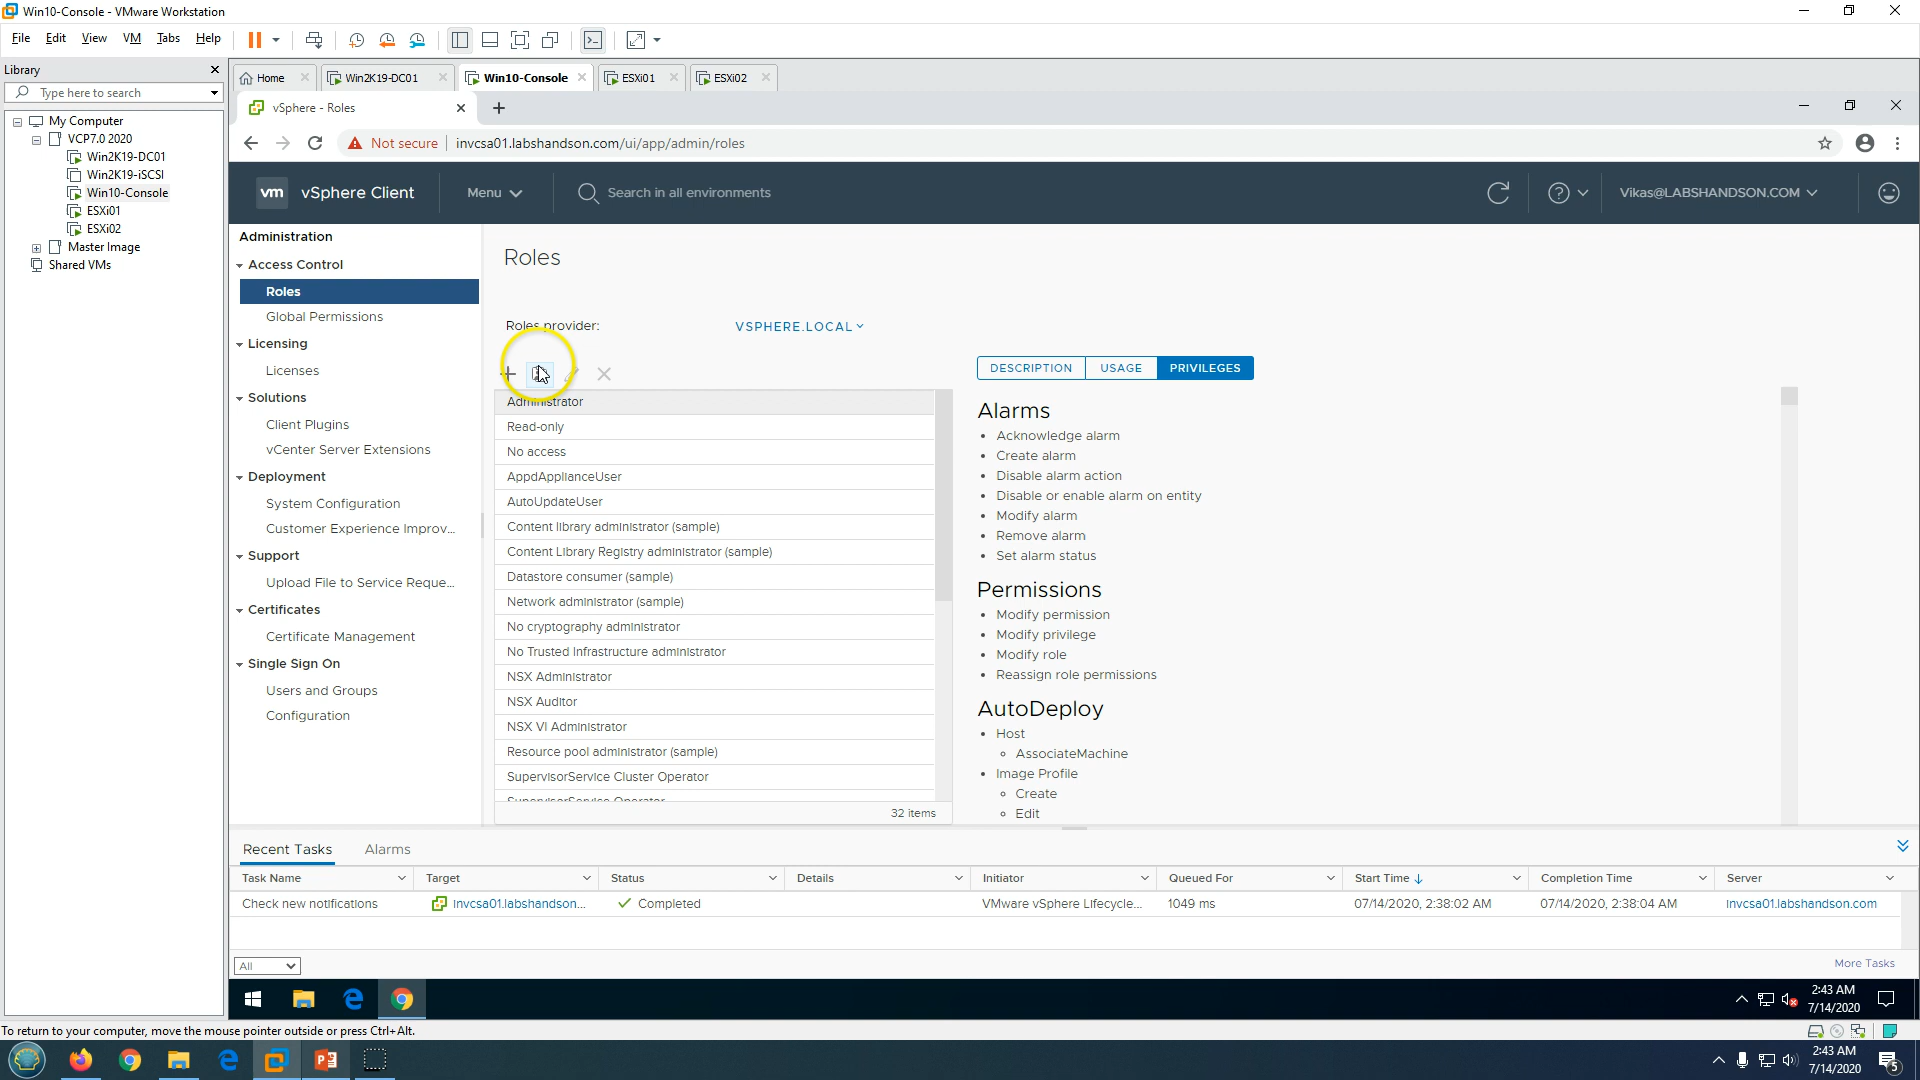 Win10-Console - VMware Workstation
File Edit View VM Tabs Help
Library
Type here to search
My Computer
VCP7.0 2020
Win2K19-DC01
Win2K19-iSCSI
Win10-Console
ESXi01
ESXi02
Master Image
Shared VMs
Home Win2K19-DC01 Win10-Console ESXi01 ESXi02
vSphere - Roles
Not secure invcsa01.labshandson.com/ui/app/admin/roles
vm vSphere Client Menu Search in all environments Vikas@LABSHANDSON.COM
Administration
Access Control
Roles
Global Permissions
Licensing
Licenses
Solutions
Client Plugins
vCenter Server Extensions
Deployment
System Configuration
Customer Experience Improv...
Support
Upload File to Service Reque...
Certificates
Certificate Management
Single Sign On
Users and Groups
Configuration
Roles
Roles provider: VSPHERE.LOCAL
Administrator
Read-only
No access
AppdApplianceUser
AutoUpdateUser
Content library administrator (sample)
Content Library Registry administrator (sample)
Datastore consumer (sample)
Network administrator (sample)
No cryptography administrator
No Trusted Infrastructure administrator
NSX Administrator
NSX Auditor
NSX VI Administrator
Resource pool administrator (sample)
SupervisorService Cluster Operator
SupervisorService Operator
32 items
DESCRIPTION USAGE PRIVILEGES
Alarms
• Acknowledge alarm
• Create alarm
• Disable alarm action
• Disable or enable alarm on entity
• Modify alarm
• Remove alarm
• Set alarm status
Permissions
• Modify permission
• Modify privilege
• Modify role
• Reassign role permissions
AutoDeploy
• Host
◦ AssociateMachine
• Image Profile
◦ Create
◦ Edit
Recent Tasks Alarms
Task Name Target Status Details Initiator Queued For Start Time Completion Time Server
Check new notifications invcsa01.labshandson... Completed VMware vSphere Lifecycle... 1049 ms 07/14/2020, 2:38:02 AM 07/14/2020, 2:38:04 AM invcsa01.labshandson.com
All More Tasks
2:43 AM
7/14/2020
To return to your computer, move the mouse pointer outside or press Ctrl+Alt.
2:43 AM
7/14/2020
5